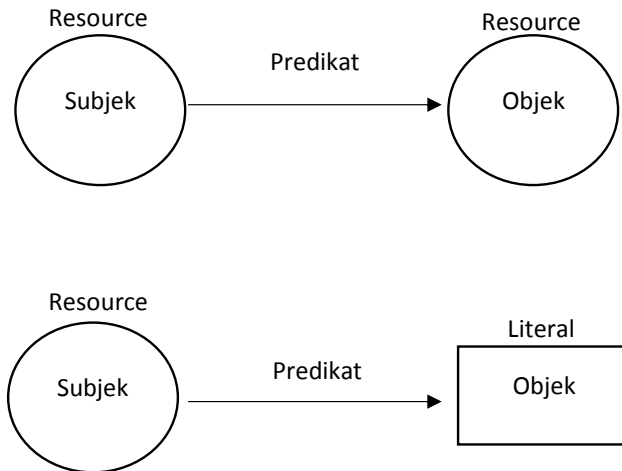 Resource
Resource
Predikat
Subjek
Objek
Resource
Literal
Predikat
Subjek
Objek